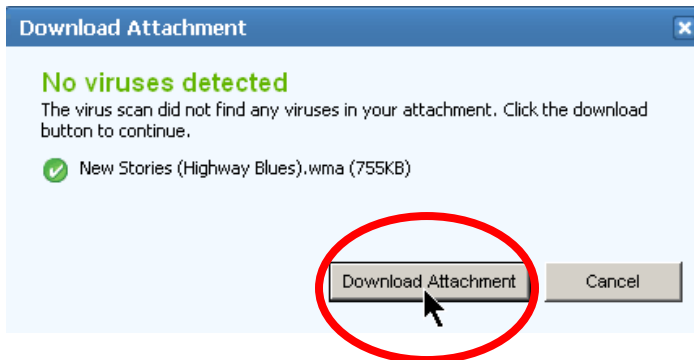 Download Attachment
No viruses detected
The virus scan did not find any viruses in your attachment. Click the download
button to continue.
New Stories (Highway Blues).wma (755KB)
Download Attachment Cancel